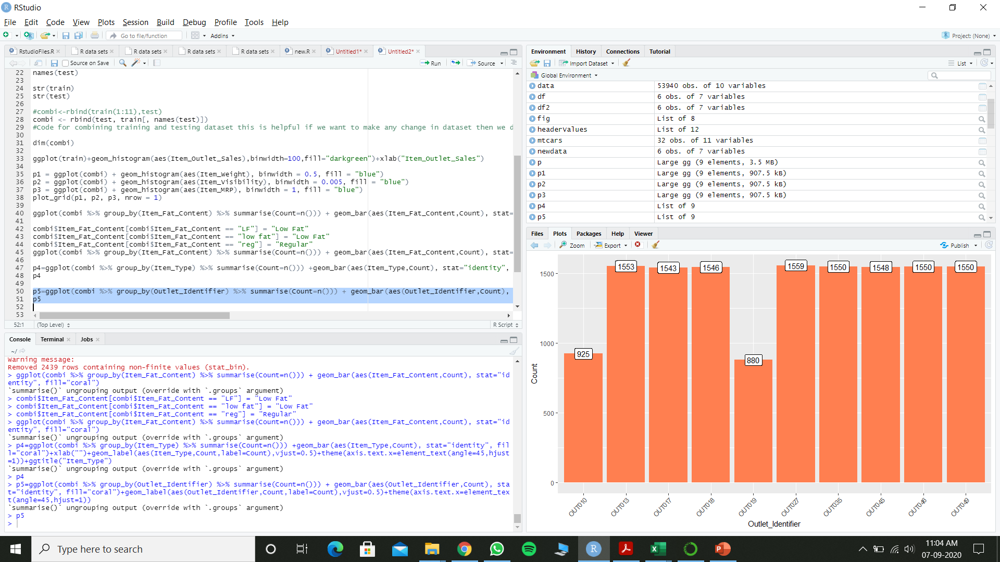 RStudio
File Edit Code View Plots Session Build Debug Profile Tools Help
Go to file/function Addins Project: (None)
RstudioFiles.R R data sets R data sets R data sets R data sets new.R Untitled1* Untitled2*
Source on Save Run Source
22 names(test)
23
24 str(train)
25 str(test)
26
27 #combi<-rbind(train(1:11),test)
28 combi <- rbind(test, train[, names(test)])
29 #Code for combining training and testing dataset this is helpful if we want to make any change in dataset then we d
30
31 dim(combi)
32
33 ggplot(train)+geom_histogram(aes(Item_Outlet_Sales),binwidth=100,fill="darkgreen")+xlab("Item_Outlet_Sales")
34
35 p1 = ggplot(combi) + geom_histogram(aes(Item_Weight), binwidth = 0.5, fill = "blue")
36 p2 = ggplot(combi) + geom_histogram(aes(Item_Visibility), binwidth = 0.005, fill = "blue")
37 p3 = ggplot(combi) + geom_histogram(aes(Item_MRP), binwidth = 1, fill = "blue")
38 plot_grid(p1, p2, p3, nrow = 1)
39
40 ggplot(combi %>% group_by(Item_Fat_Content) %>% summarise(Count=n())) + geom_bar(aes(Item_Fat_Content,Count), stat=
41
42 combi$Item_Fat_Content[combi$Item_Fat_Content == "LF"] = "Low Fat"
43 combi$Item_Fat_Content[combi$Item_Fat_Content == "low fat"] = "Low Fat"
44 combi$Item_Fat_Content[combi$Item_Fat_Content == "reg"] = "Regular"
45 ggplot(combi %>% group_by(Item_Fat_Content) %>% summarise(Count=n())) + geom_bar(aes(Item_Fat_Content,Count), stat=
46
47 p4=ggplot(combi %>% group_by(Item_Type) %>% summarise(Count=n())) +geom_bar(aes(Item_Type,Count), stat="identity",
48 p4
49
50 p5=ggplot(combi %>% group_by(Outlet_Identifier) %>% summarise(Count=n())) + geom_bar(aes(Outlet_Identifier,Count),
51 p5
52
53
52:1 (Top Level) R Script
Console Terminal Jobs
~/
Warning message:
Removed 2439 rows containing non-finite values (stat_bin).
> ggplot(combi %>% group_by(Item_Fat_Content) %>% summarise(Count=n())) + geom_bar(aes(Item_Fat_Content,Count), stat="id
entity", fill="coral")
`summarise()` ungrouping output (override with `.groups` argument)
> combi$Item_Fat_Content[combi$Item_Fat_Content == "LF"] = "Low Fat"
> combi$Item_Fat_Content[combi$Item_Fat_Content == "low fat"] = "Low Fat"
> combi$Item_Fat_Content[combi$Item_Fat_Content == "reg"] = "Regular"
> ggplot(combi %>% group_by(Item_Fat_Content) %>% summarise(Count=n())) + geom_bar(aes(Item_Fat_Content,Count), stat="id
entity", fill="coral")
`summarise()` ungrouping output (override with `.groups` argument)
> p4=ggplot(combi %>% group_by(Item_Type) %>% summarise(Count=n())) +geom_bar(aes(Item_Type,Count), stat="identity", fil
l="coral")+xlab("")+geom_label(aes(Item_Type,Count,label=Count),vjust=0.5)+theme(axis.text.x=element_text(angle=45,hjust
=1))+ggtitle("Item_Type")
`summarise()` ungrouping output (override with `.groups` argument)
> p4
> p5=ggplot(combi %>% group_by(Outlet_Identifier) %>% summarise(Count=n())) + geom_bar(aes(Outlet_Identifier,Count), sta
t="identity", fill="coral")+geom_label(aes(Outlet_Identifier,Count,label=Count),vjust=0.5)+theme(axis.text.x=element_tex
t(angle=45,hjust=1))
`summarise()` ungrouping output (override with `.groups` argument)
> p5
>
Environment History Connections Tutorial
Import Dataset List
Global Environment
data 53940 obs. of 10 variables
df 6 obs. of 7 variables
df2 6 obs. of 7 variables
fig List of 8
headerValues List of 12
mtcars 32 obs. of 11 variables
newdata 6 obs. of 7 variables
p Large gg (9 elements, 3.5 MB)
p1 Large gg (9 elements, 907.5 kB)
p2 Large gg (9 elements, 907.5 kB)
p3 Large gg (9 elements, 907.5 kB)
p4 List of 9
p5 List of 9
Files Plots Packages Help Viewer
Zoom Export Publish
1553 1543 1546 1559 1550 1548 1550 1550
925 880
1500
1000
500
0
Count
OUT010 OUT013 OUT017 OUT018 OUT019 OUT027 OUT035 OUT045 OUT046 OUT049
Outlet_Identifier
Type here to search
11:04 AM
07-09-2020